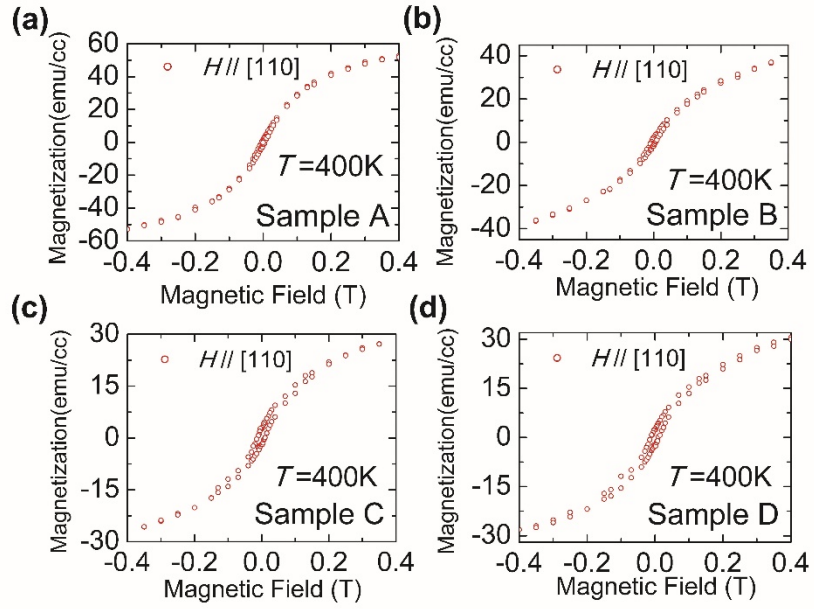 (a)
Magnetization(emu/cc)
60
40
20
0
-20
-40
-60
H// [110]
T=400K
Sample A
-0.4 -0.2 0.0 0.2 0.4
Magnetic Field (T)
(b)
Magnetization(emu/cc)
40
20
0
-20
-40
H// [110]
T=400K
Sample B
-0.4 -0.2 0.0 0.2 0.4
Magnetic Field (T)
(c)
Magnetization(emu/cc)
30
15
0
-15
-30
H// [110]
T=400K
Sample C
-0.4 -0.2 0.0 0.2 0.4
Magnetic Field (T)
(d)
Magnetization(emu/cc)
30
15
0
-15
-30
H// [110]
T=400K
Sample D
-0.4 -0.2 0.0 0.2 0.4
Magnetic Field (T)